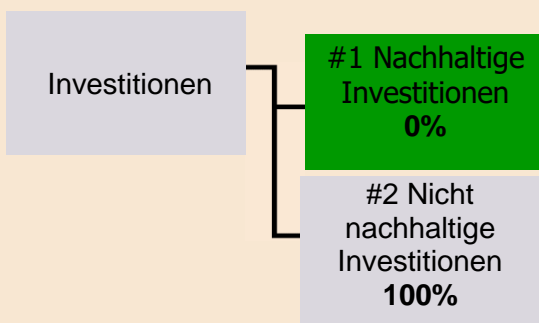 Investitionen
#1 Nachhaltige
Investitionen
0%
#2 Nicht
nachhaltige
Investitionen
100%